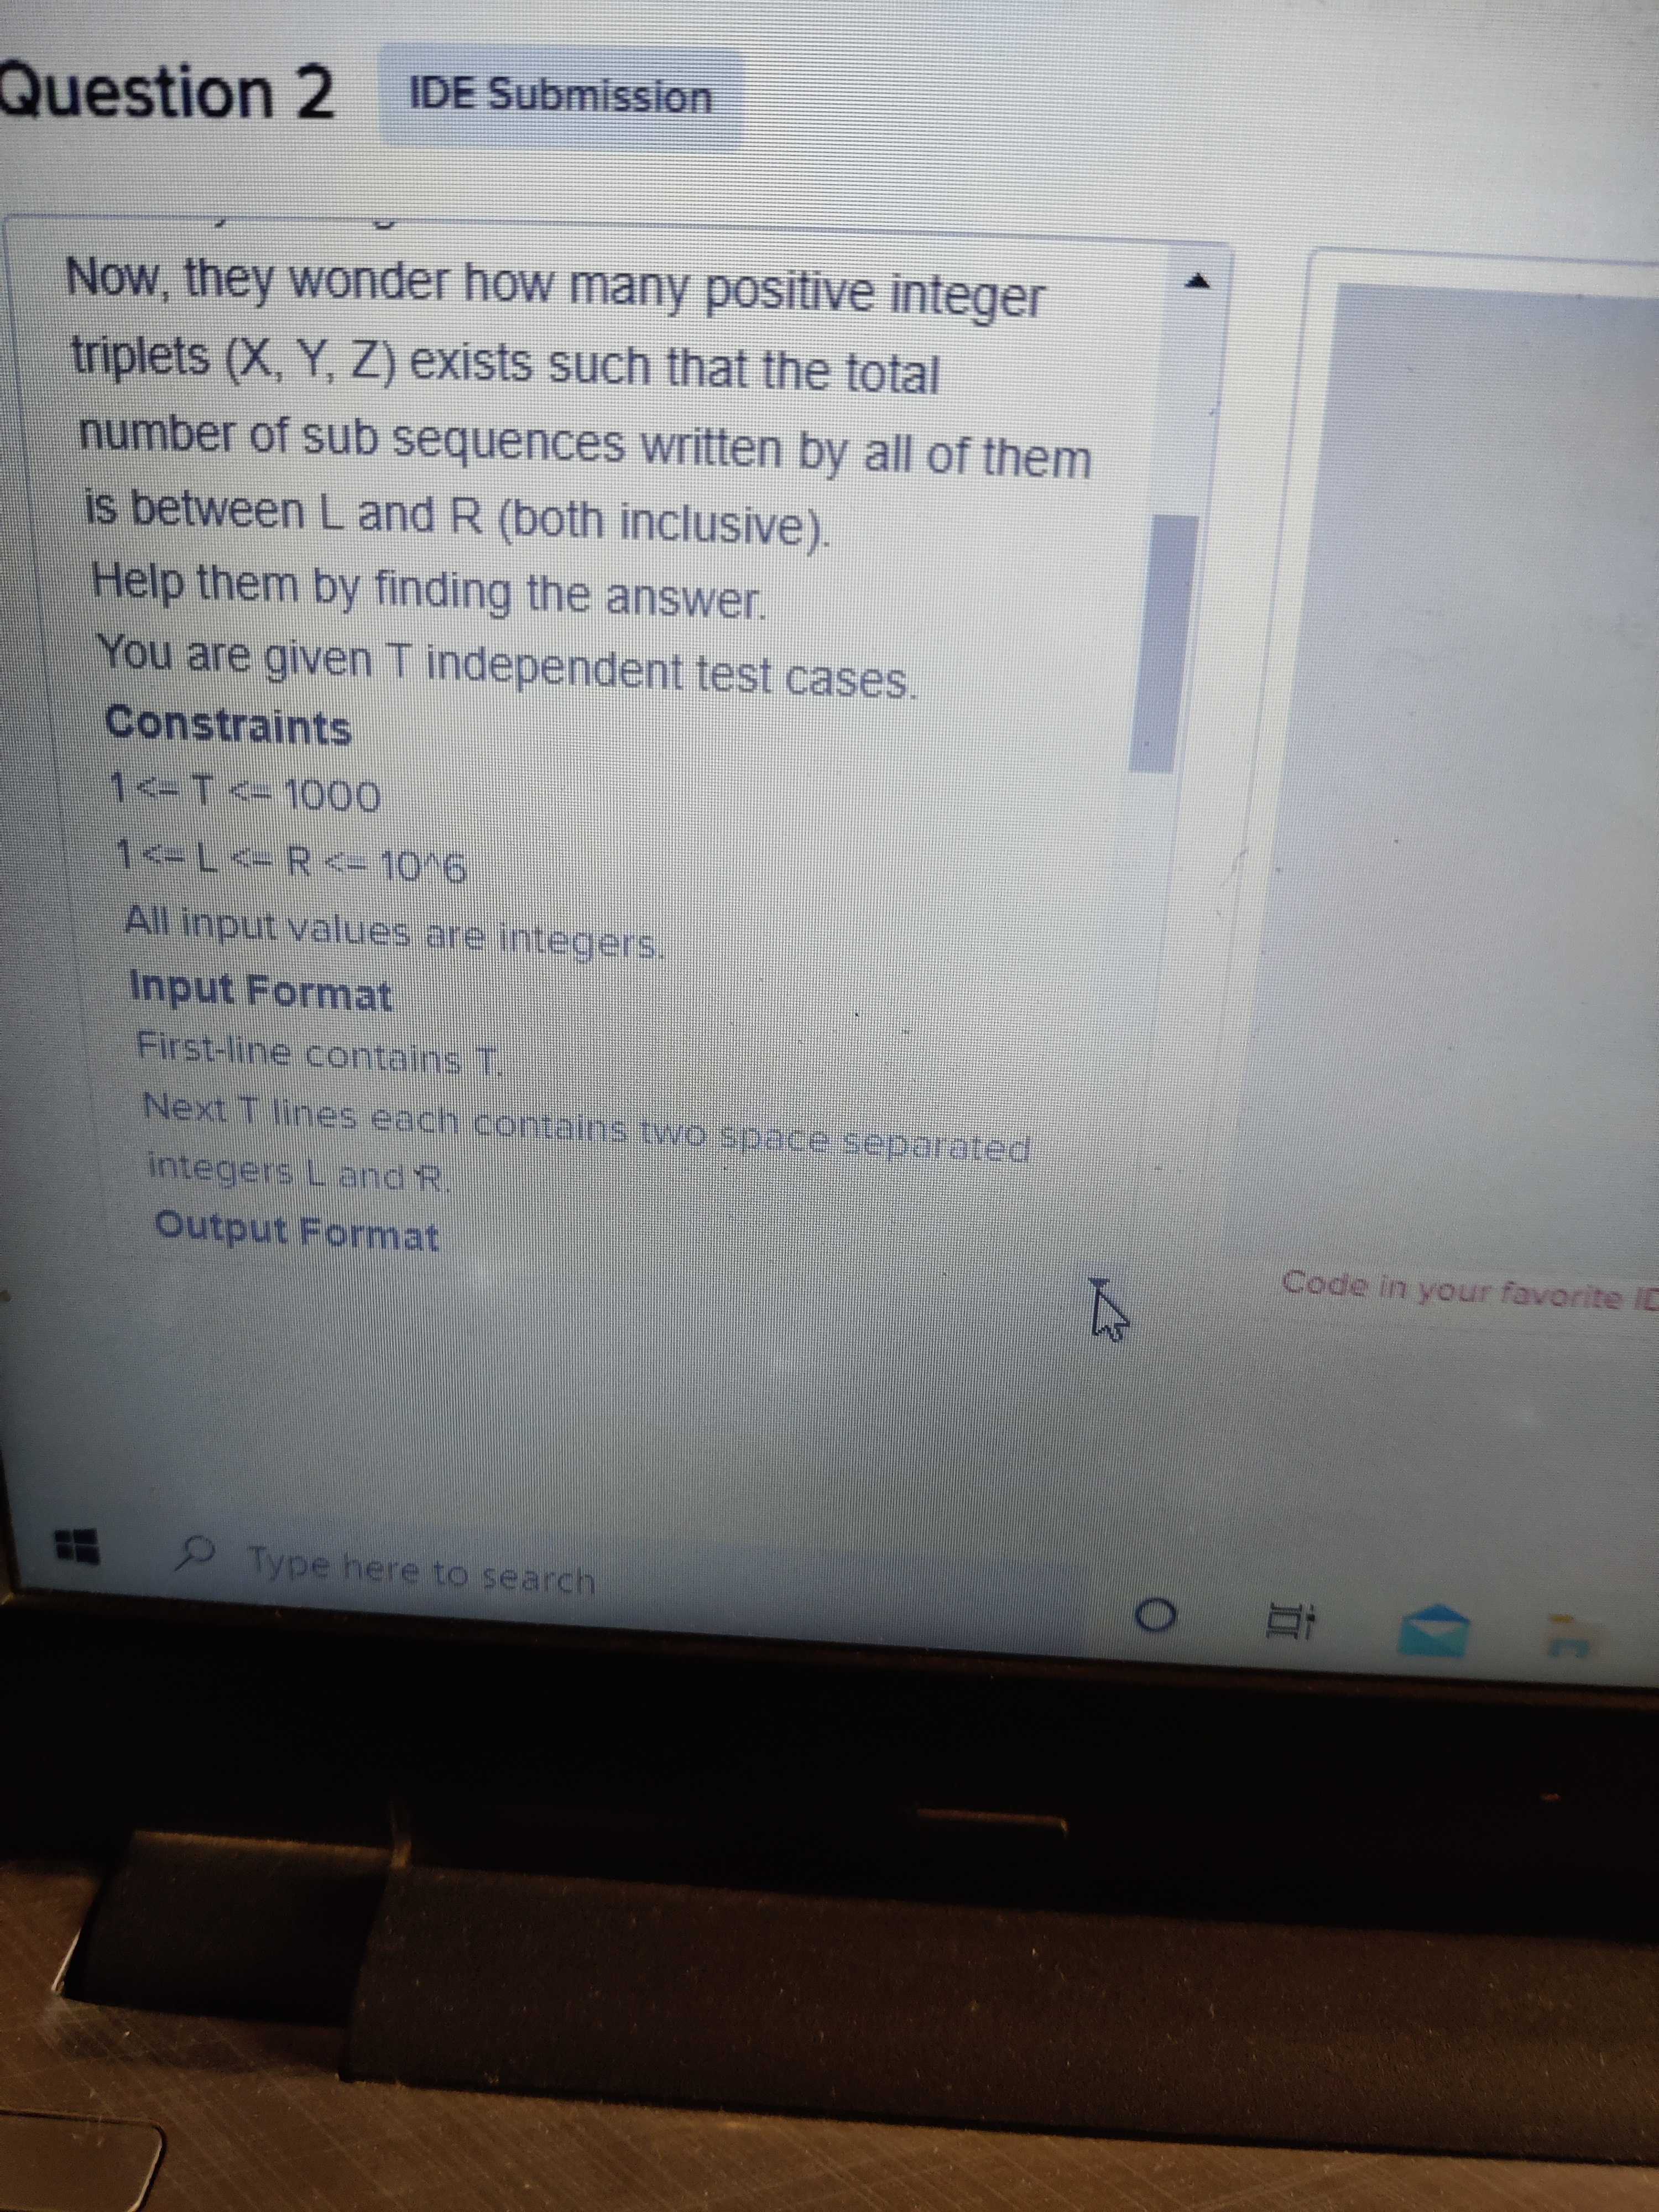 Question 2 IDE Submission
Now, they wonder how many positive integer
triplets (X, Y, Z) exists such that the total
number of sub sequences written by all of them
is between L and R (both inclusive).
Help them by finding the answer.
You are given T independent test cases.
Constraints
1 <= T <= 1000
1 <= L <= R <= 10^6
All input values are integers.
Input Format
First-line contains T.
Next T lines each contains two space separated
integers L and R.
Output Format
Code in your favorite
Type here to search